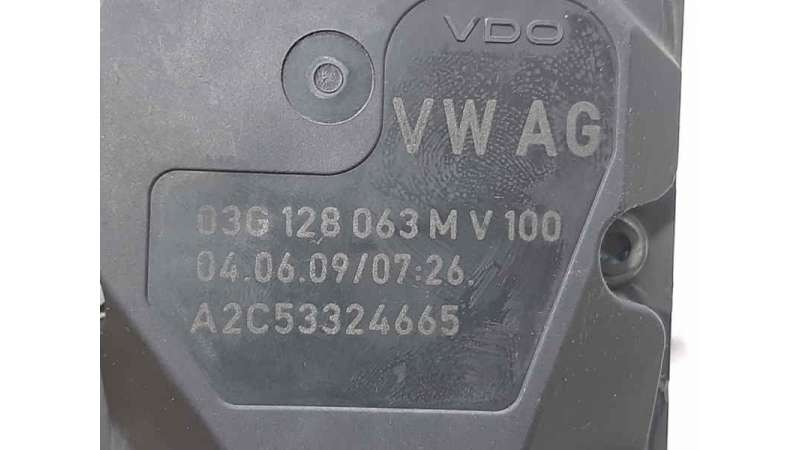 VDO
VW AG
03G 128 063 M V 100
04.06.09/07:26.
A2C53324665